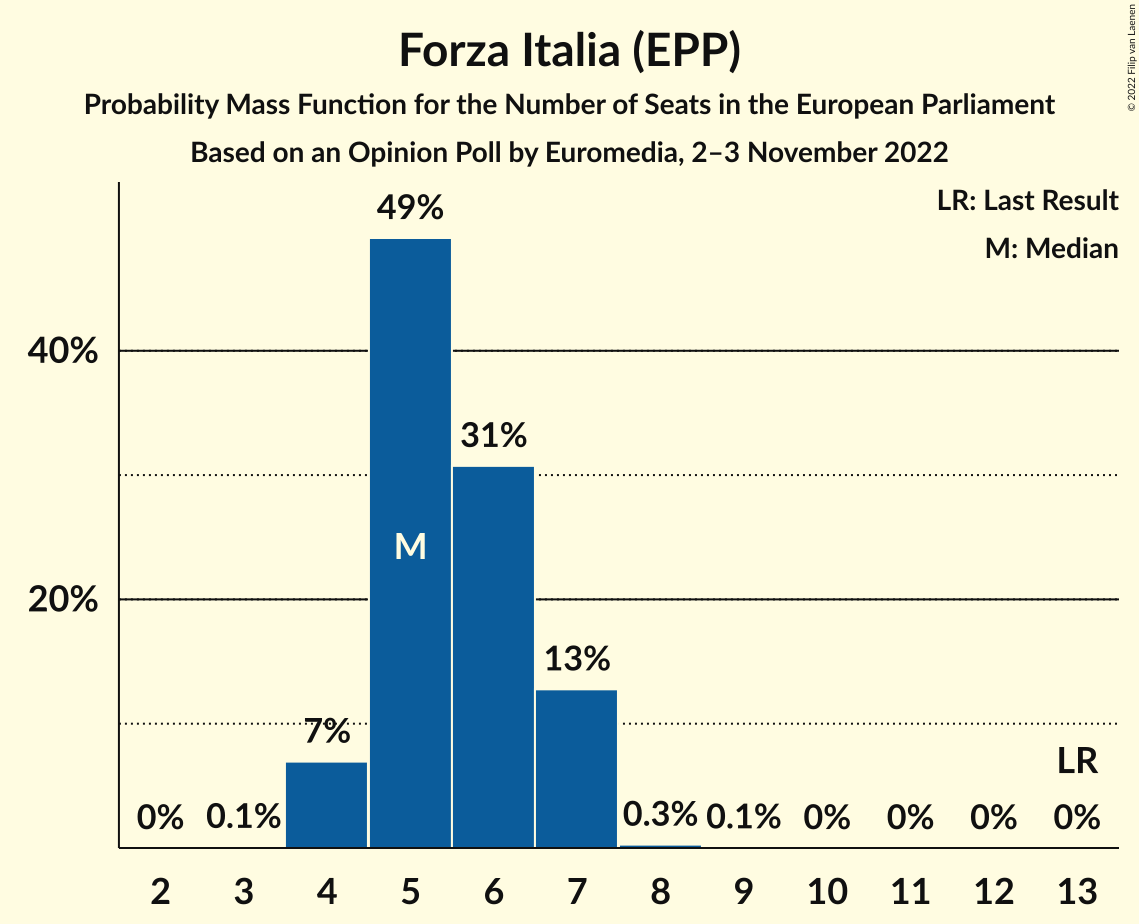 Forza Italia (EPP)
Probability Mass Function for the Number of Seats in the European Parliament
Based on an Opinion Poll by Euromedia, 2–3 November 2022
© 2022 Filip van Laenen
LR: Last Result
M: Median
49%
40%
31%
M
20%
13%
7%
LR
0% 0.1% 0.3% 0.1% 0% 0% 0% 0%
2 3 4 5 6 7 8 9 10 11 12 13